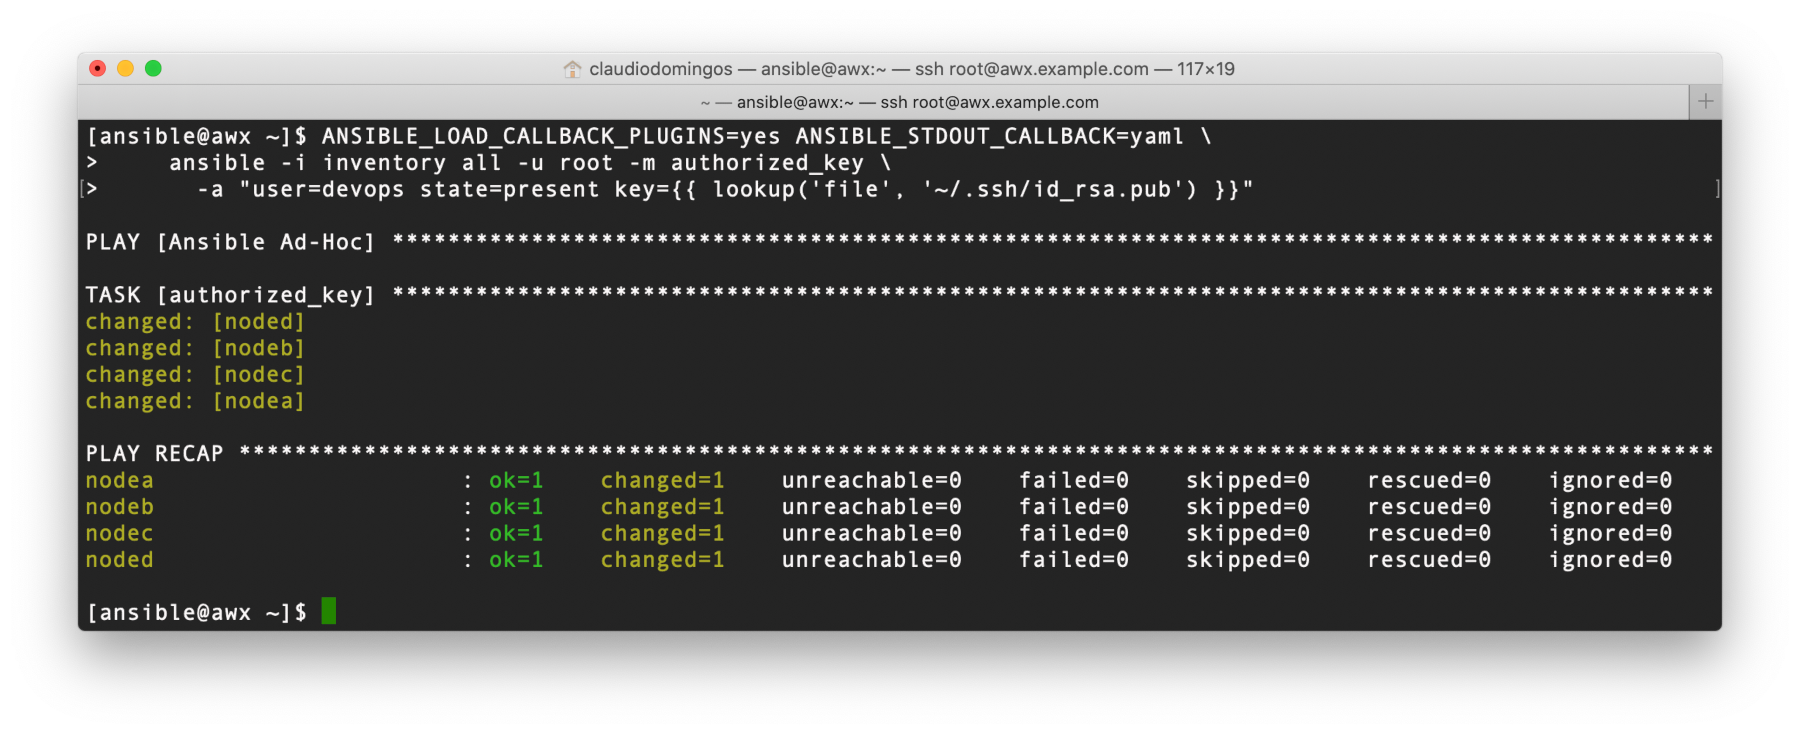 claudiodomingos — ansible@awx:~ — ssh root@awx.example.com — 117×19
~ — ansible@awx:~ — ssh root@awx.example.com +
[ansible@awx ~]$ ANSIBLE_LOAD_CALLBACK_PLUGINS=yes ANSIBLE_STDOUT_CALLBACK=yaml \
>     ansible -i inventory all -u root -m authorized_key \
[>       -a "user=devops state=present key={{ lookup('file', '~/.ssh/id_rsa.pub') }}" ]
PLAY [Ansible Ad-Hoc] ***********************************************************************************************
TASK [authorized_key] ***********************************************************************************************
changed: [noded]
changed: [nodeb]
changed: [nodec]
changed: [nodea]
PLAY RECAP **********************************************************************************************************
nodea                      : ok=1    changed=1    unreachable=0    failed=0    skipped=0    rescued=0    ignored=0
nodeb                      : ok=1    changed=1    unreachable=0    failed=0    skipped=0    rescued=0    ignored=0
nodec                      : ok=1    changed=1    unreachable=0    failed=0    skipped=0    rescued=0    ignored=0
noded                      : ok=1    changed=1    unreachable=0    failed=0    skipped=0    rescued=0    ignored=0
[ansible@awx ~]$